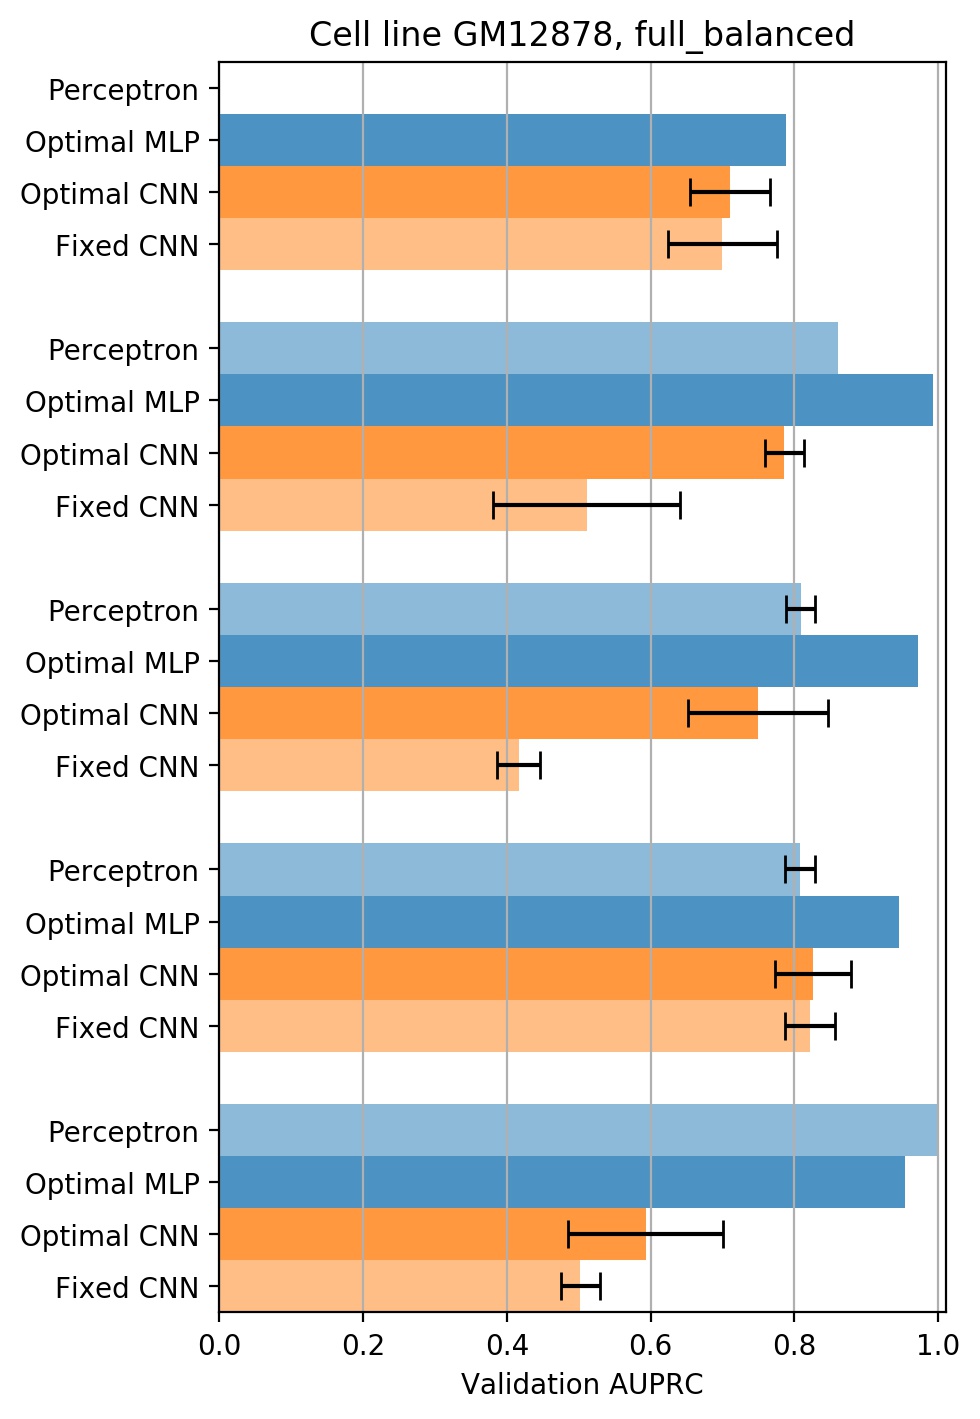 Cell line GM12878, full_balanced
Perceptron
Optimal MLP
Optimal CNN
Fixed CNN
Perceptron
Optimal MLP
Optimal CNN
Fixed CNN
Perceptron
Optimal MLP
Optimal CNN
Fixed CNN
Perceptron
Optimal MLP
Optimal CNN
Fixed CNN
Perceptron
Optimal MLP
Optimal CNN
Fixed CNN
0.0 0.2 0.4 0.6 0.8 1.0
Validation AUPRC